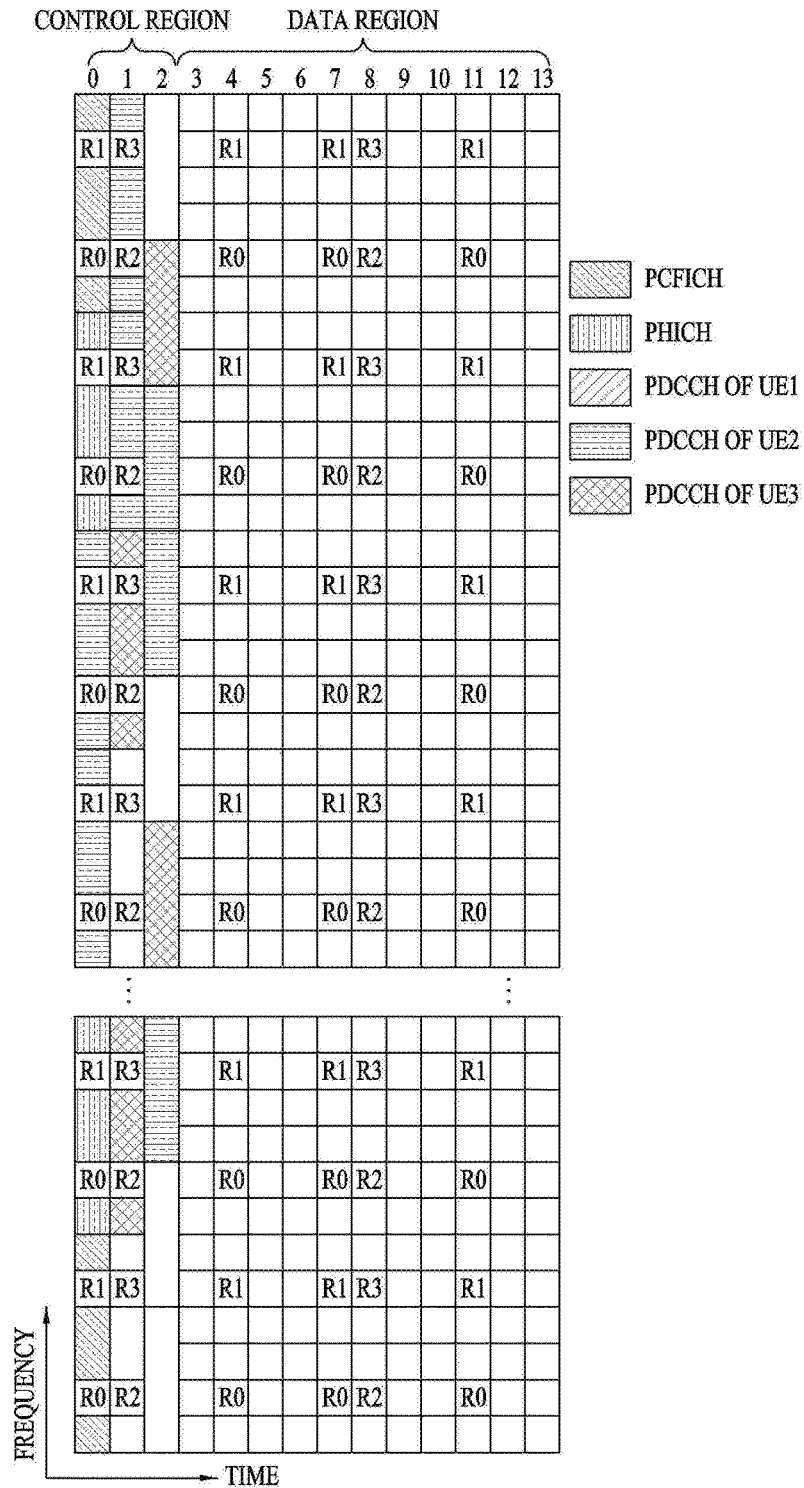 CONTROL REGION DATA REGION
0 1 2 3 4 5 6 7 8 9 10 11 12 13
R1 R3 R1 R1 R3 R1
R0 R2 R0 R0 R2 R0
PCFICH
PHICH
R1 R3 R1 R1 R3 R1
PDCCH OF UE1
PDCCH OF UE2
R0 R2 R0 R0 R2 R0
PDCCH OF UE3
R1 R3 R1 R1 R3 R1
R0 R2 R0 R0 R2 R0
R1 R3 R1 R1 R3 R1
R0 R2 R0 R0 R2 R0
R1 R3 R1 R1 R3 R1
R0 R2 R0 R0 R2 R0
R1 R3 R1 R1 R3 R1
R0 R2 R0 R0 R2 R0
FREQUENCY
TIME